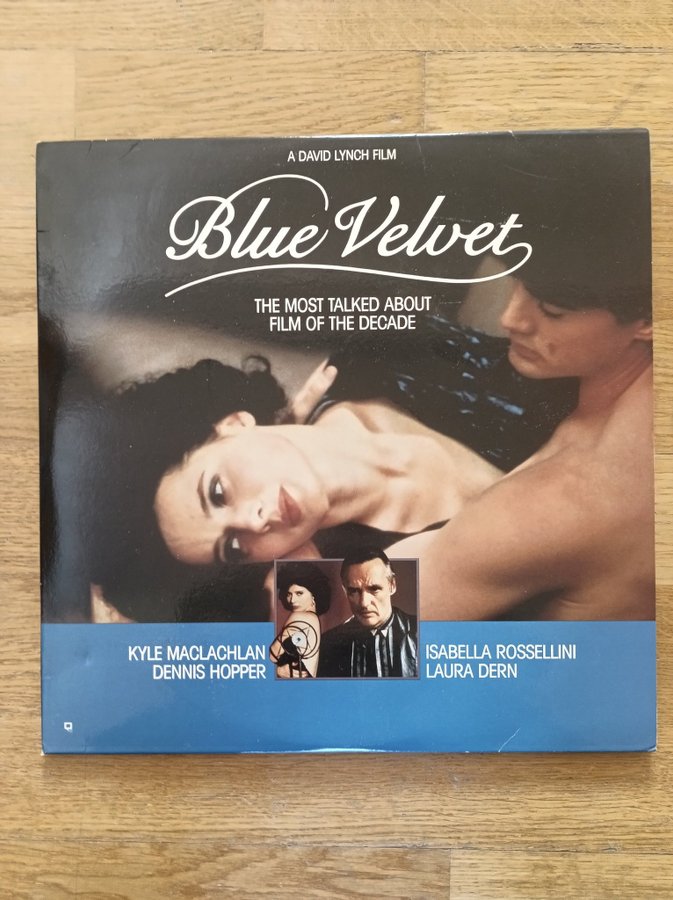 A DAVID LYNCH FILM
Blue Velvet
THE MOST TALKED ABOUT
FILM OF THE DECADE
KYLE MACLACHLAN
DENNIS HOPPER
ISABELLA ROSSELLINI
LAURA DERN